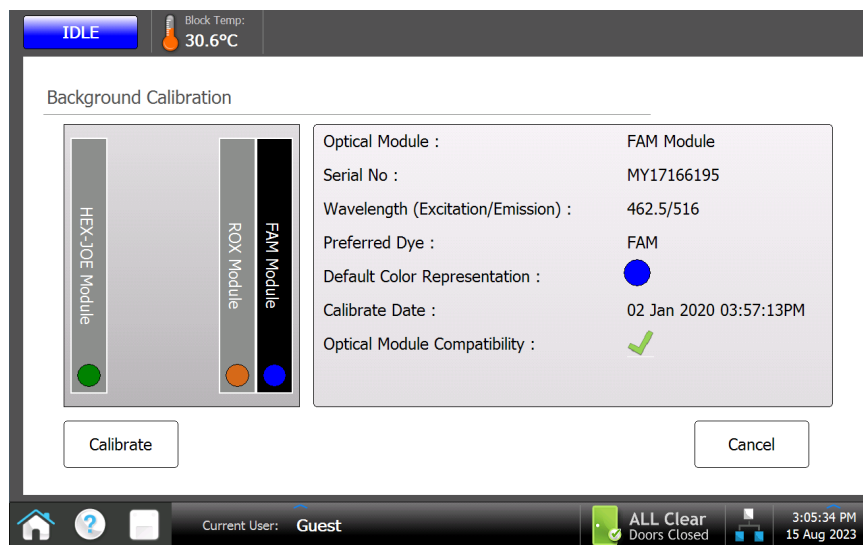 IDLE
Block Temp:
30.6°C
Background Calibration
HEX-JOE Module
ROX Module
FAM Module
Optical Module : FAM Module
Serial No : MY17166195
Wavelength (Excitation/Emission) : 462.5/516
Preferred Dye : FAM
Default Color Representation :
Calibrate Date : 02 Jan 2020 03:57:13PM
Optical Module Compatibility :
Calibrate
Cancel
?
Current User: Guest
ALL Clear
Doors Closed
3:05:34 PM
15 Aug 2023